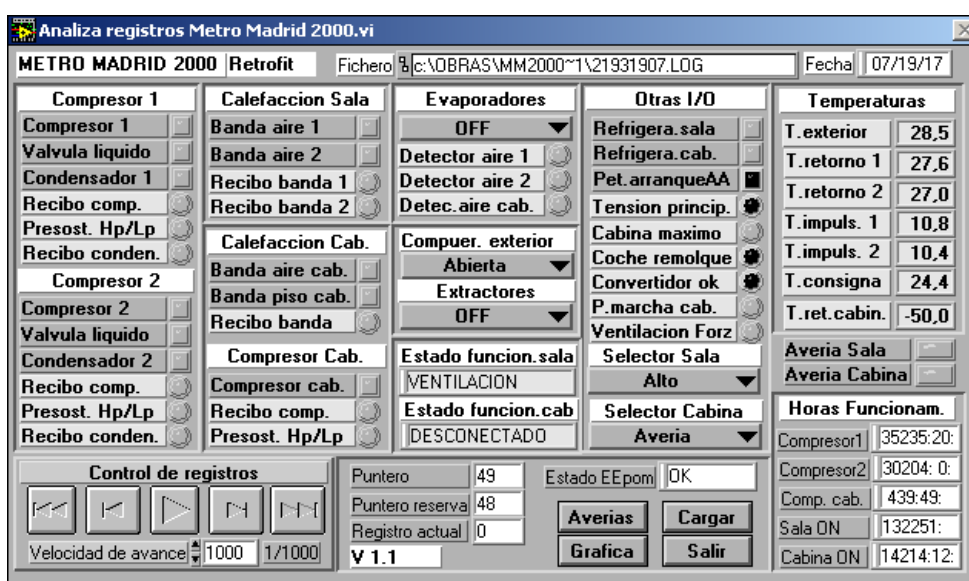 Analiza registros Metro Madrid 2000.vi
METRO MADRID 2000 Retrofit Fichero c:\OBRAS\MM2000~1\21931907.LOG Fecha 07/19/17
Compresor 1
Compresor 1
Valvula liquido
Condensador 1
Recibo comp.
Presost. Hp/Lp
Recibo conden.
Compresor 2
Compresor 2
Valvula liquido
Condensador 2
Recibo comp.
Presost. Hp/Lp
Recibo conden.
Calefaccion Sala
Banda aire 1
Banda aire 2
Recibo banda 1
Recibo banda 2
Calefaccion Cab.
Banda aire cab.
Banda piso cab.
Recibo banda
Compresor Cab.
Compresor cab.
Recibo comp.
Presost. Hp/Lp
Evaporadores
OFF
Detector aire 1
Detector aire 2
Detec.aire cab.
Compuer. exterior
Abierta
Extractores
OFF
Estado funcion.sala
VENTILACION
Estado funcion.cab
DESCONECTADO
Otras I/O
Refrigera.sala
Refrigera.cab.
Pet.arranqueAA
Tension princip.
Cabina maximo
Coche remolque
Convertidor ok
P.marcha cab.
Ventilacion Forz
Selector Sala
Alto
Selector Cabina
Averia
Temperaturas
T.exterior 28,5
T.retorno 1 27,6
T.retorno 2 27,0
T.impuls. 1 10,8
T.impuls. 2 10,4
T.consigna 24,4
T.ret.cabin. -50,0
Averia Sala
Averia Cabina
Horas Funcionam.
Compresor1 35235:20:
Compresor2 30204: 0:
Comp. cab. 439:49:
Sala ON 132251:
Cabina ON 14214:12:
Control de registros
Velocidad de avance 1000 1/1000
Puntero 49
Puntero reserva 48
Registro actual 0
V 1.1
Estado EEpom OK
Averias Cargar
Grafica Salir